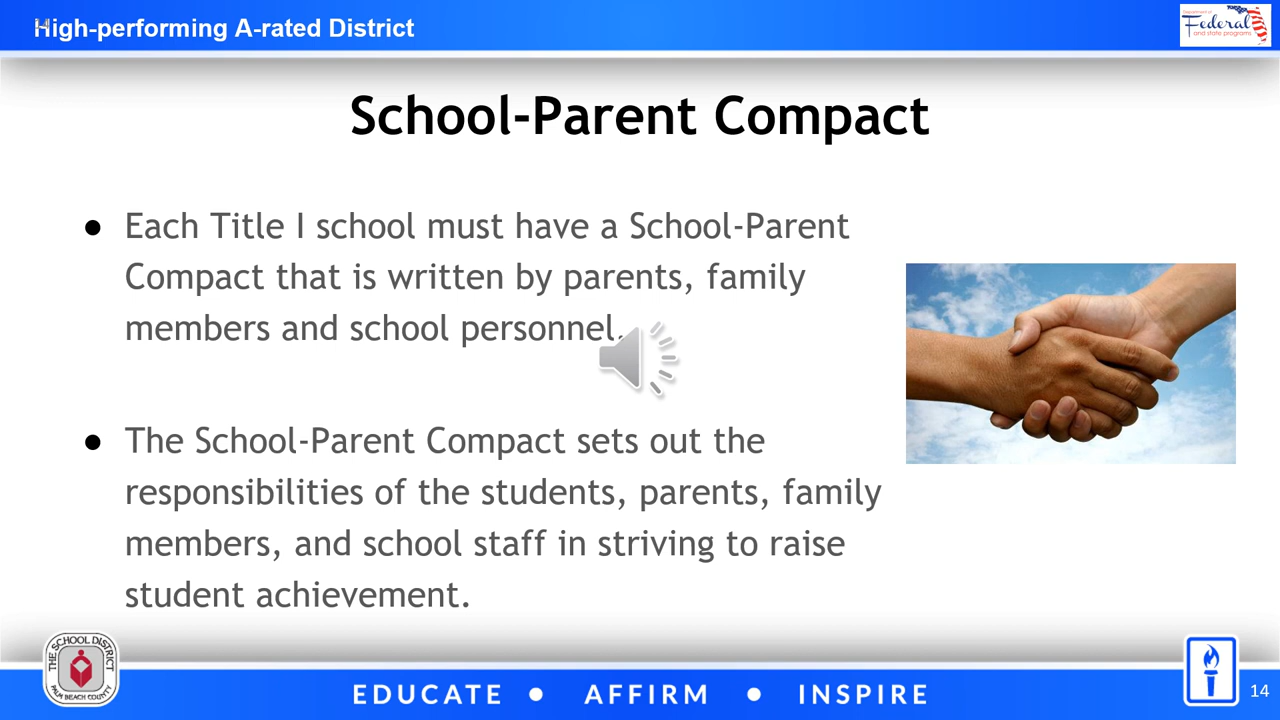 High-performing A-rated District
Department of
Federal
and state programs
School-Parent Compact
● Each Title I school must have a School-Parent
Compact that is written by parents, family
members and school personnel.
● The School-Parent Compact sets out the
responsibilities of the students, parents, family
members, and school staff in striving to raise
student achievement.
THE SCHOOL DISTRICT
PALM BEACH COUNTY
EDUCATE ● AFFIRM ● INSPIRE
14